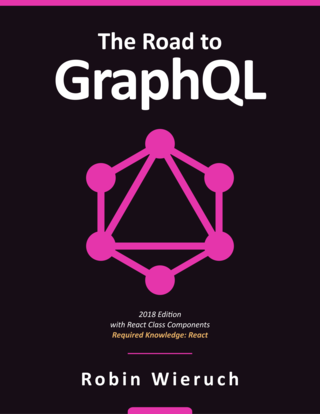 The Road to
GraphQL
2018 Edition
with React Class Components
Required Knowledge: React
Robin Wieruch